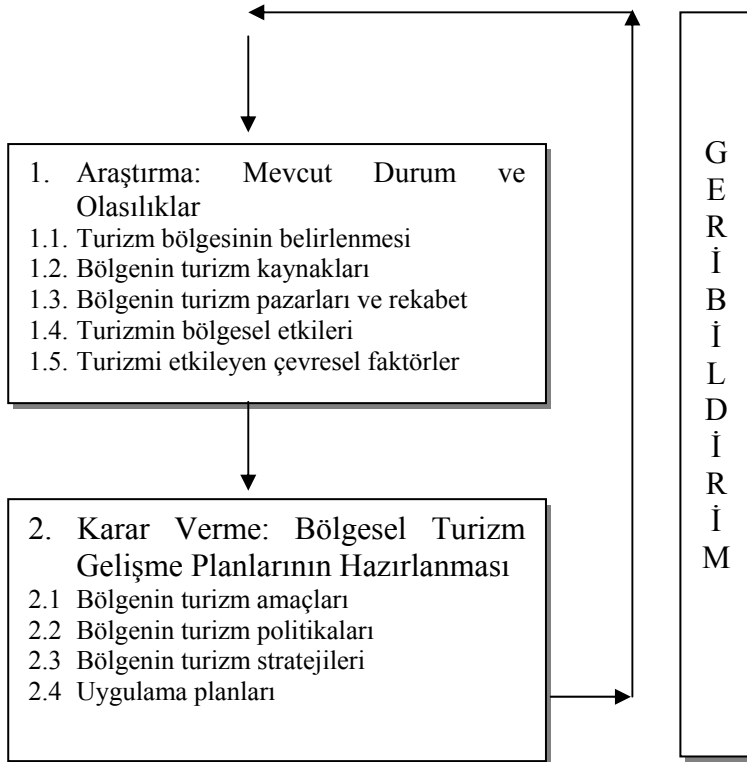 1. Araştırma: Mevcut Durum ve
Olasılıklar
1.1. Turizm bölgesinin belirlenmesi
1.2. Bölgenin turizm kaynakları
1.3. Bölgenin turizm pazarları ve rekabet
1.4. Turizmin bölgesel etkileri
1.5. Turizmi etkileyen çevresel faktörler
2. Karar Verme: Bölgesel Turizm
Gelişme Planlarının Hazırlanması
2.1 Bölgenin turizm amaçları
2.2 Bölgenin turizm politikaları
2.3 Bölgenin turizm stratejileri
2.4 Uygulama planları
G
E
R
İ
B
İ
L
D
İ
R
İ
M